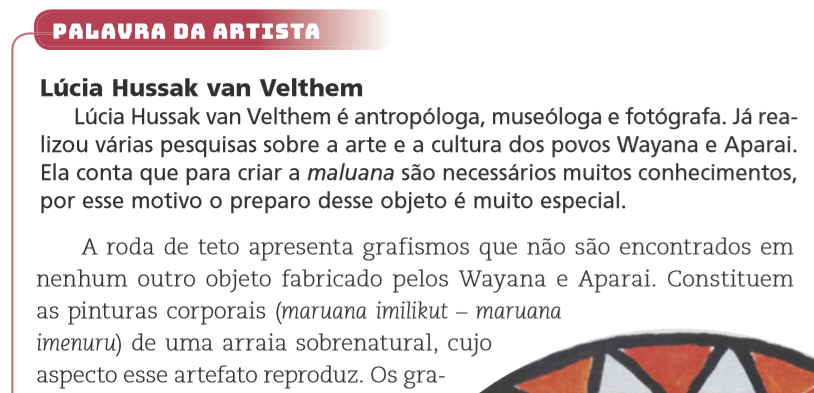 PALAVRA DA ARTISTA
Lúcia Hussak van Velthem
Lúcia Hussak van Velthem é antropóloga, museóloga e fotógrafa. Já rea-
lizou várias pesquisas sobre a arte e a cultura dos povos Wayana e Aparai.
Ela conta que para criar a maluana são necessários muitos conhecimentos,
por esse motivo o preparo desse objeto é muito especial.
A roda de teto apresenta grafismos que não são encontrados em
nenhum outro objeto fabricado pelos Wayana e Aparai. Constituem
as pinturas corporais (maruana imilikut – maruana
imenuru) de uma arraia sobrenatural, cujo
aspecto esse artefato reproduz. Os gra-